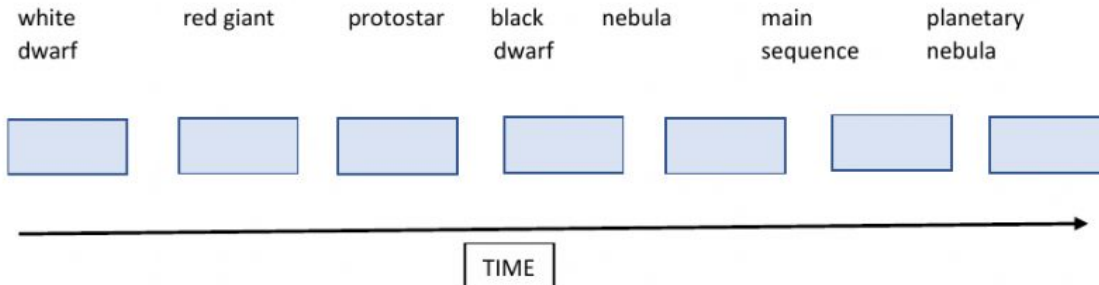 white red giant protostar black nebula main planetary
dwarf dwarf sequence nebula
TIME